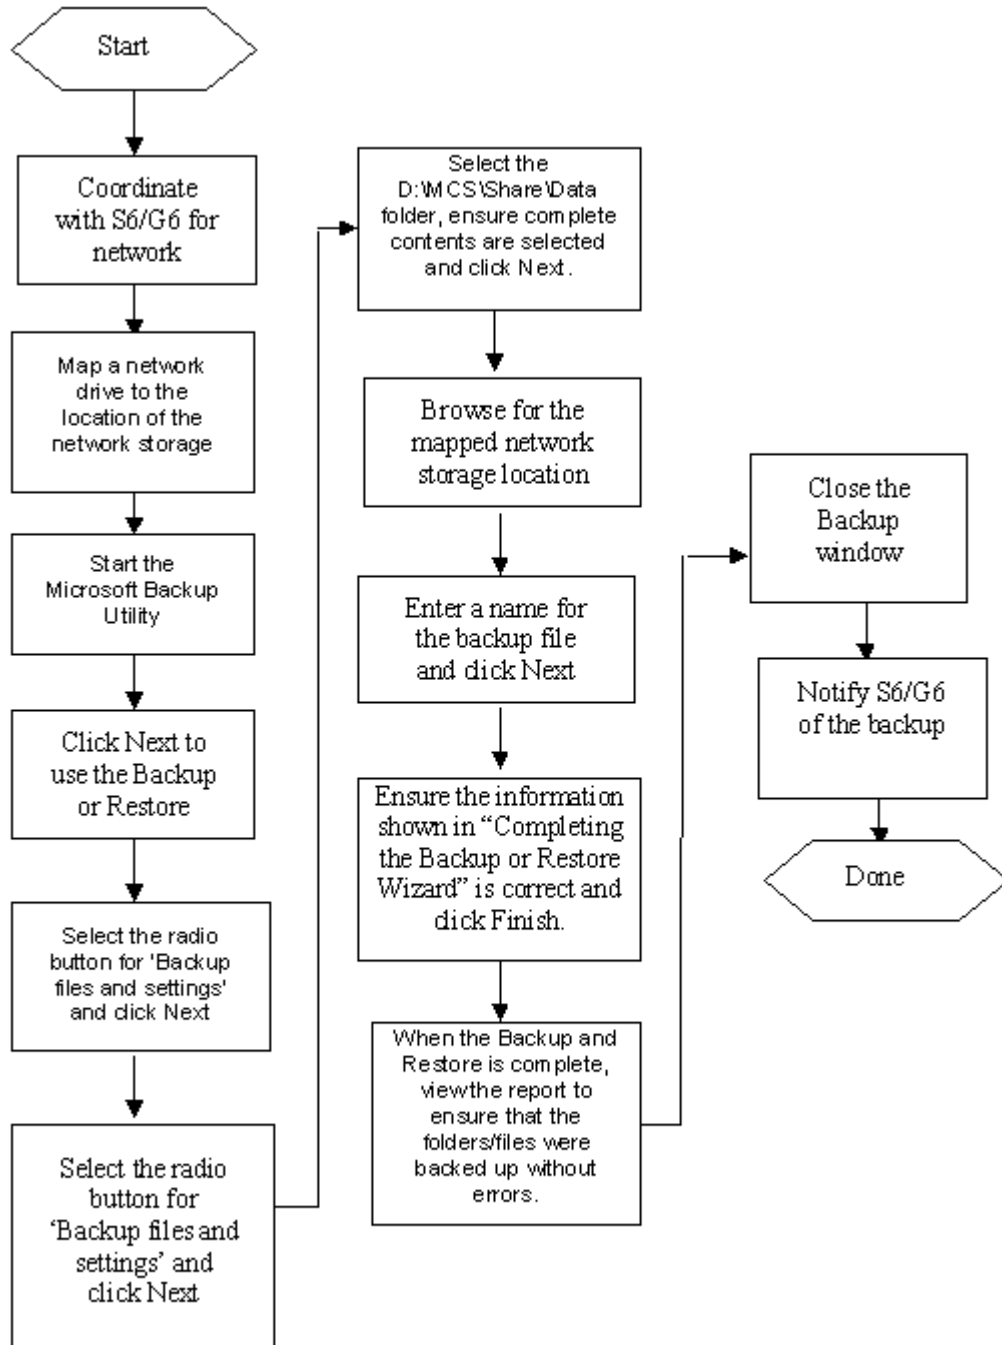 Start
Coordinate
with S6/G6 for
network
Map a network
drive to the
location of the
network storage
Start the
Microsoft Backup
Utility
Click Next to
use the Backup
or Restore
Select the radio
button for 'Backup
files and settings'
and click Next
Select the radio
button for
‘Backup files and
settings’ and
click Next
Select the
D:\MCS\Share\Data
folder, ensure complete
contents are selected
and click Next.
Browse for the
mapped network
storage location
Enter a name for
the backup file
and click Next
Ensure the information
shown in “Completing
the Backup or Restore
Wizard” is correct and
click Finish.
When the Backup and
Restore is complete,
view the report to
ensure that the
folders/files were
backed up without
errors.
Close the
Backup
window
Notify S6/G6
of the backup
Done